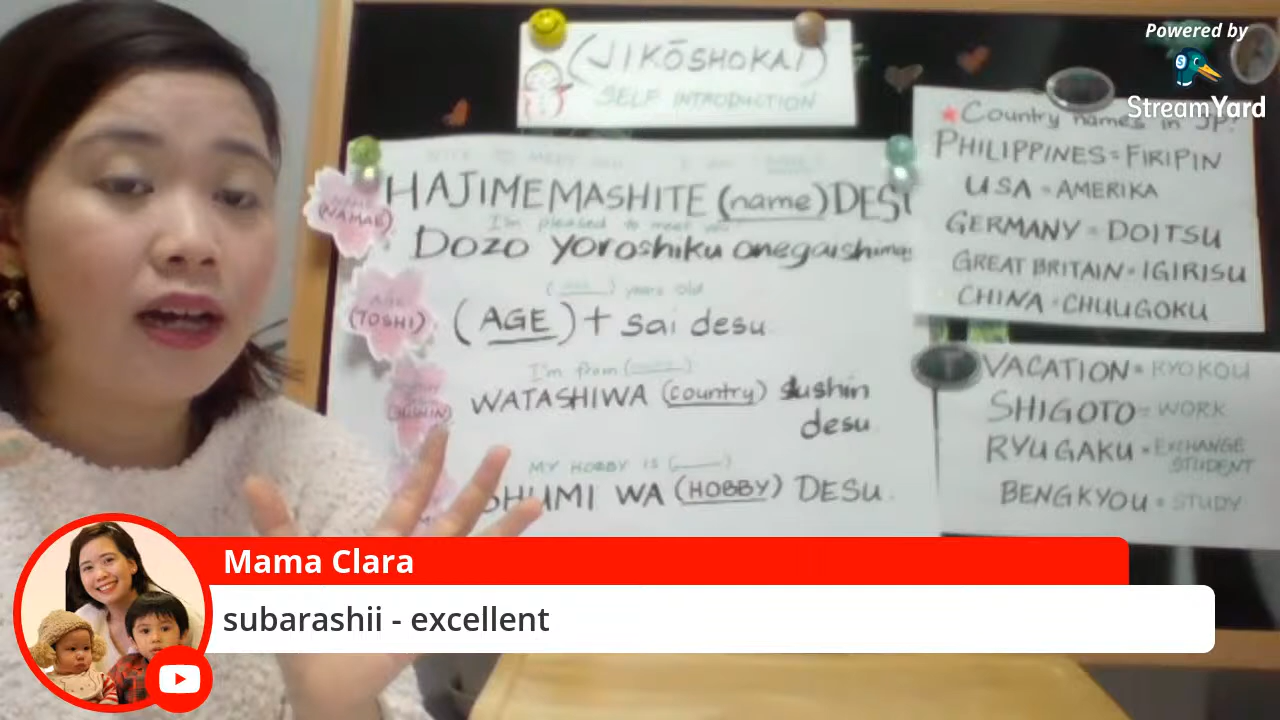 Powered by
StreamYard
(JIKŌSHOKAI)
SELF INTRODUCTION
HAJIMEMASHITE (name) DESU
(NAMAE)
I'm pleased to meet you
Dozo yoroshiku onegaishimas
AGE
(TOSHI)
years old
(AGE) + sai desu
I'm from
WATASHIWA (country) shushin
desu
MY HOBBY IS (
SHUMI WA (HOBBY) DESU
★Country names in JP:
PHILIPPINES = FIRIPIN
USA = AMERIKA
GERMANY = DOITSU
GREAT BRITAIN = IGIRISU
CHINA = CHUUGOKU
VACATION = RYOKOU
SHIGOTO = WORK
RYUGAKU = EXCHANGE
STUDENT
BENGKYOU = STUDY
Mama Clara
subarashii - excellent